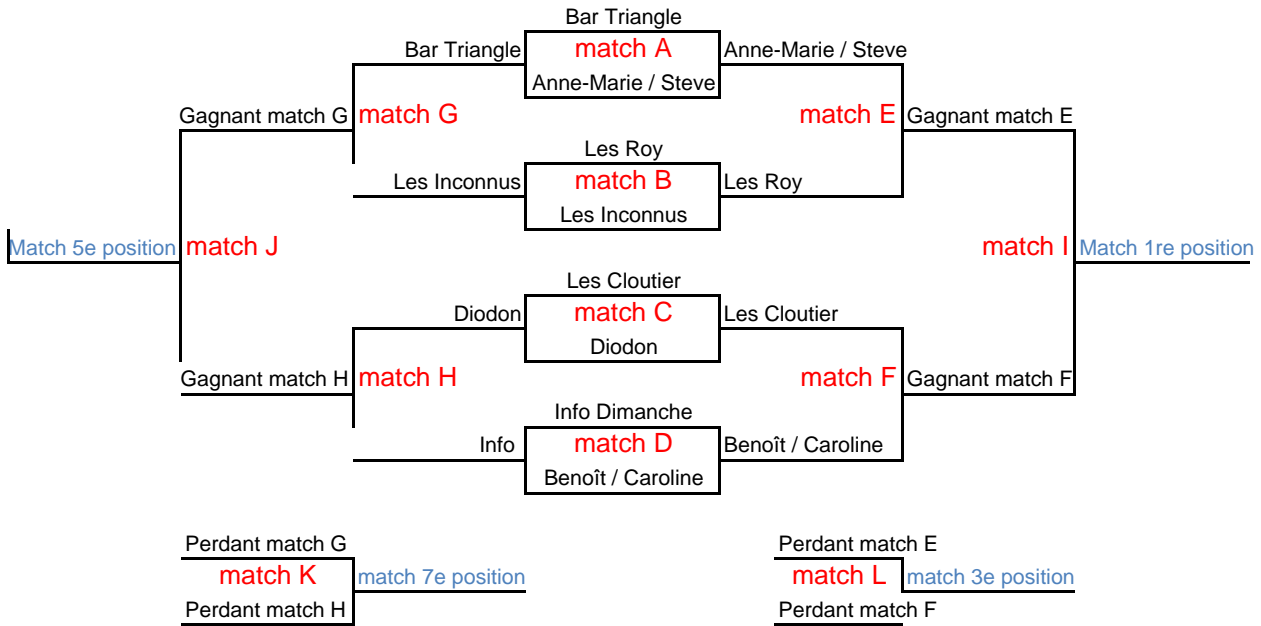 Bar Triangle
Bar Triangle match A Anne-Marie / Steve
Anne-Marie / Steve
Gagnant match G match G match E Gagnant match E
Les Roy
Les Inconnus match B Les Roy
Les Inconnus
Match 5e position match J match I Match 1re position
Les Cloutier
Diodon match C Les Cloutier
Diodon
Gagnant match H match H match F Gagnant match F
Info Dimanche
Info match D Benoît / Caroline
Benoît / Caroline
Perdant match G Perdant match E
match K match 7e position match L match 3e position
Perdant match H Perdant match F